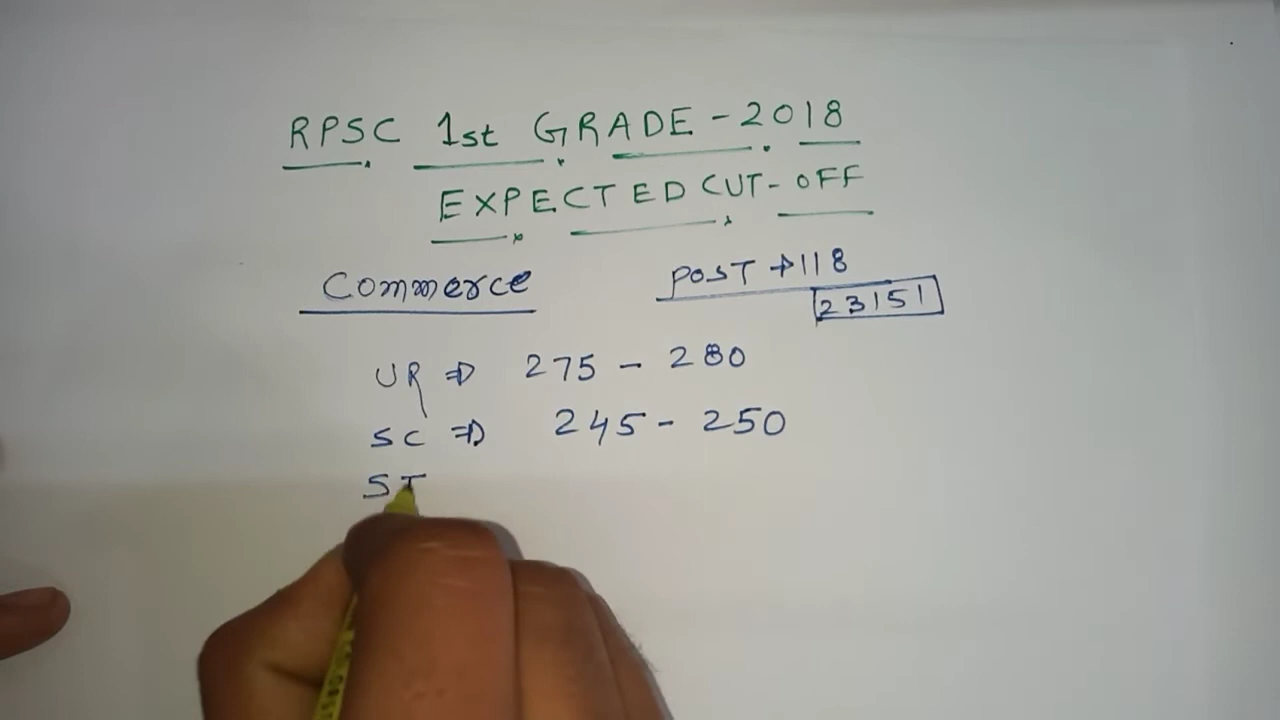 RPSC 1st GRADE-2018
EXPECTED CUT-OFF
Commerce
POST → 118
23151
UR ⇒ 275 - 280
SC ⇒ 245 - 250
ST